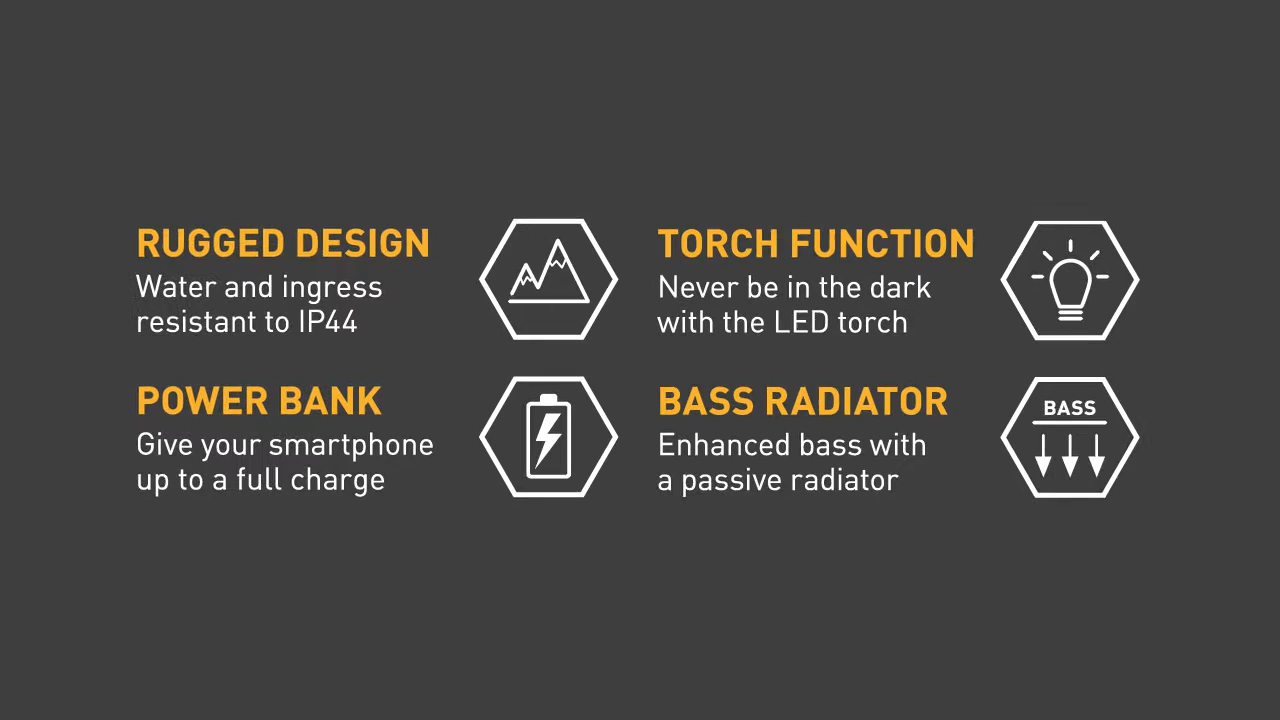 RUGGED DESIGN
Water and ingress
resistant to IP44
TORCH FUNCTION
Never be in the dark
with the LED torch
POWER BANK
Give your smartphone
up to a full charge
BASS RADIATOR
Enhanced bass with
a passive radiator
BASS